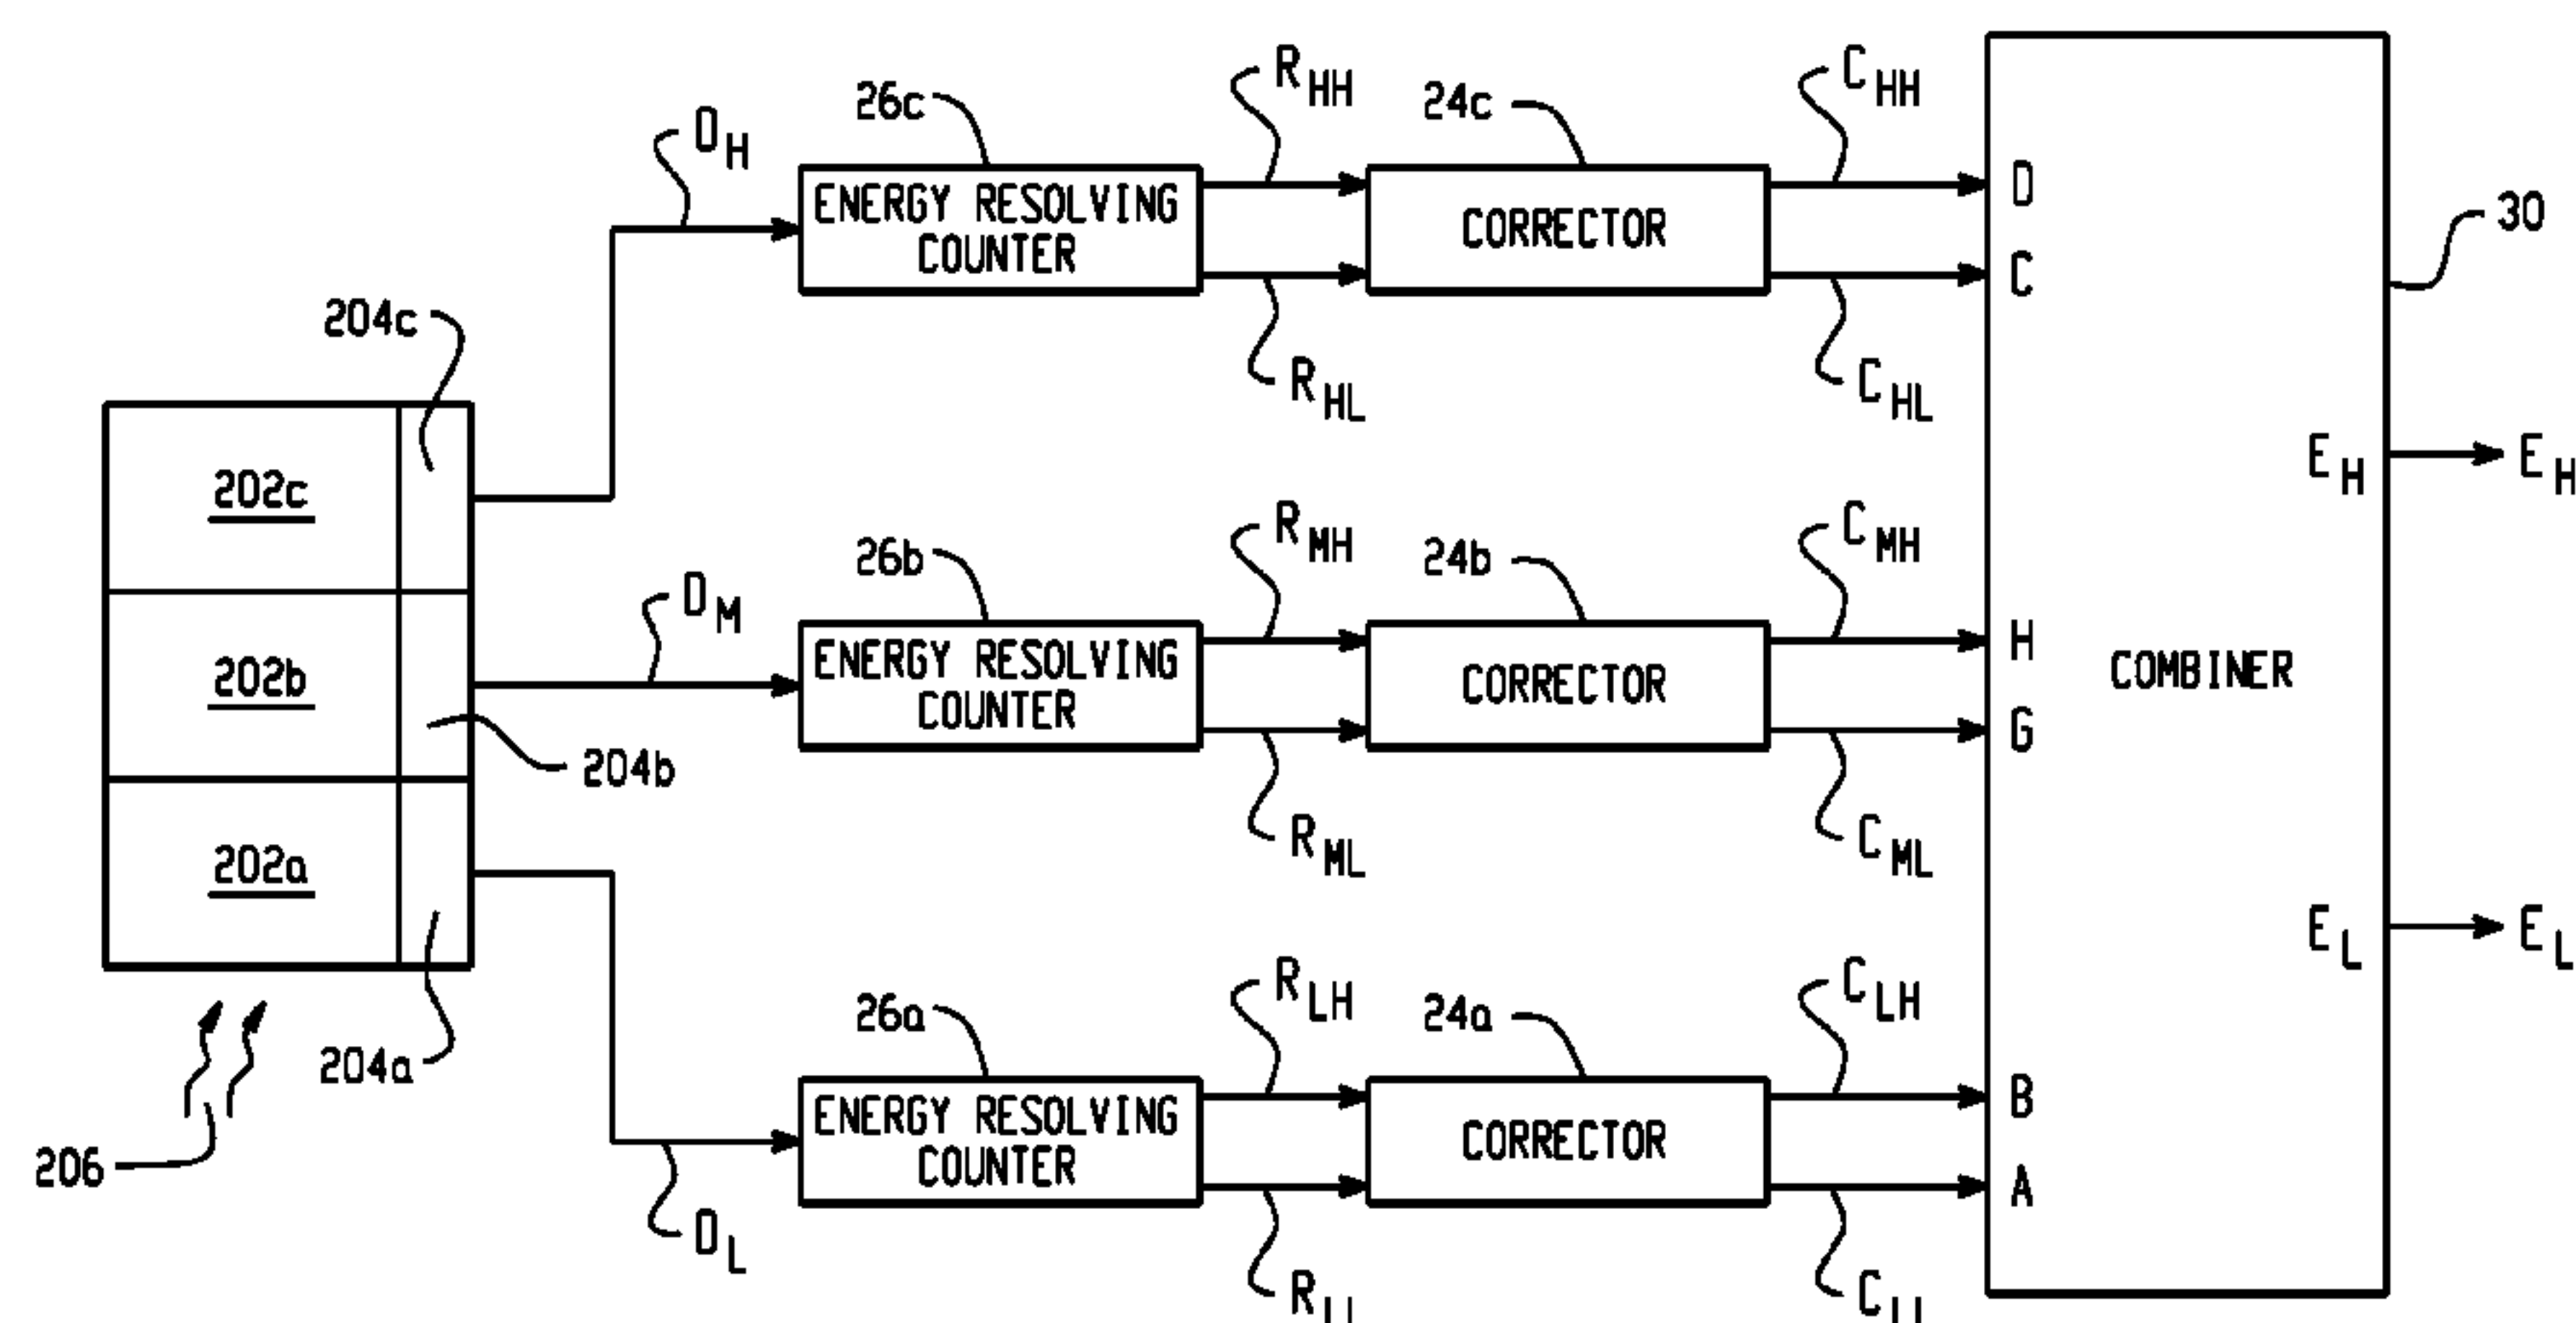 26c
R HH
24c
C HH
D H
ENERGY RESOLVING
COUNTER
CORRECTOR
D
C
30
204c
R HL
C HL
202c
E H
E H
26b
R MH
24b
C MH
D M
ENERGY RESOLVING
COUNTER
CORRECTOR
H
G
COMBINER
202b
204b
R ML
C ML
202a
E L
E L
26a
R LH
24a
C LH
204a
ENERGY RESOLVING
COUNTER
CORRECTOR
B
A
206
D L
R
C